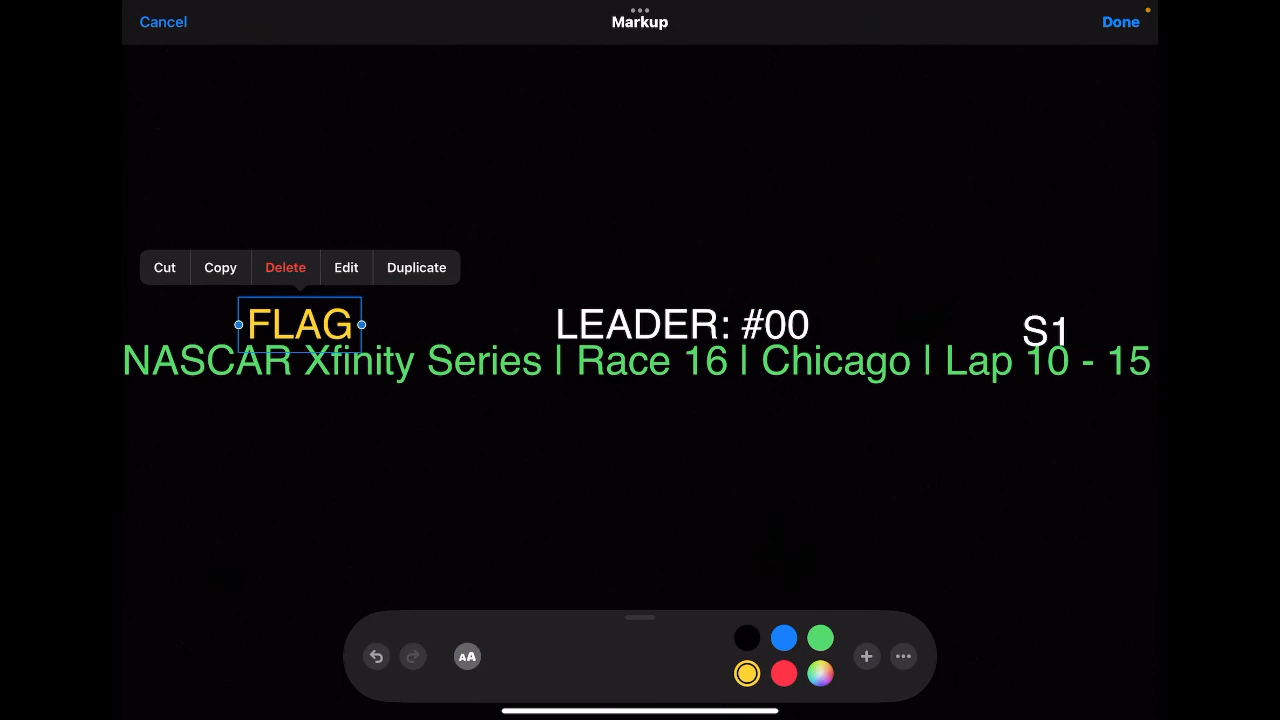 Cancel Markup Done
Cut Copy Delete Edit Duplicate
FLAG LEADER: #00 S1
NASCAR Xfinity Series | Race 16 | Chicago | Lap 10 - 15
AA